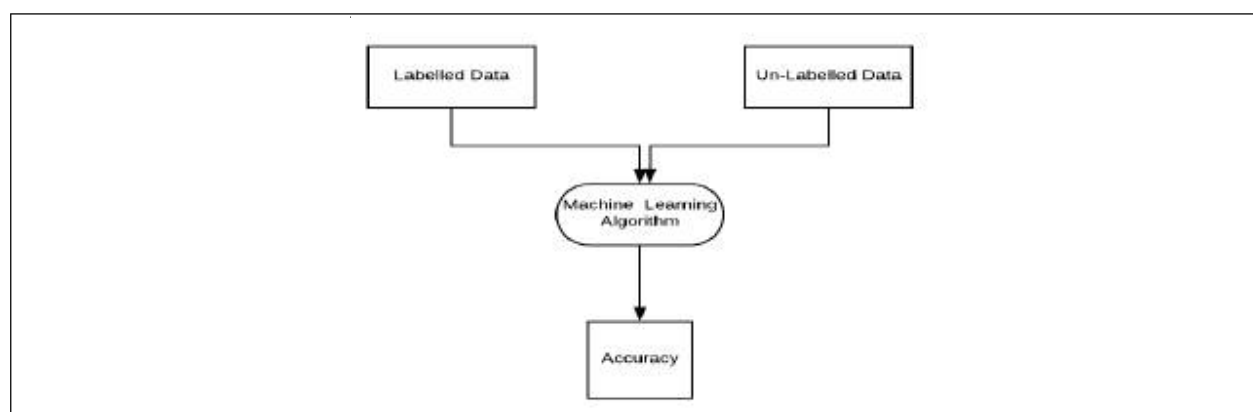 Labelled Data
Un-Labelled Data
Machine Learning
Algorithm
Accuracy